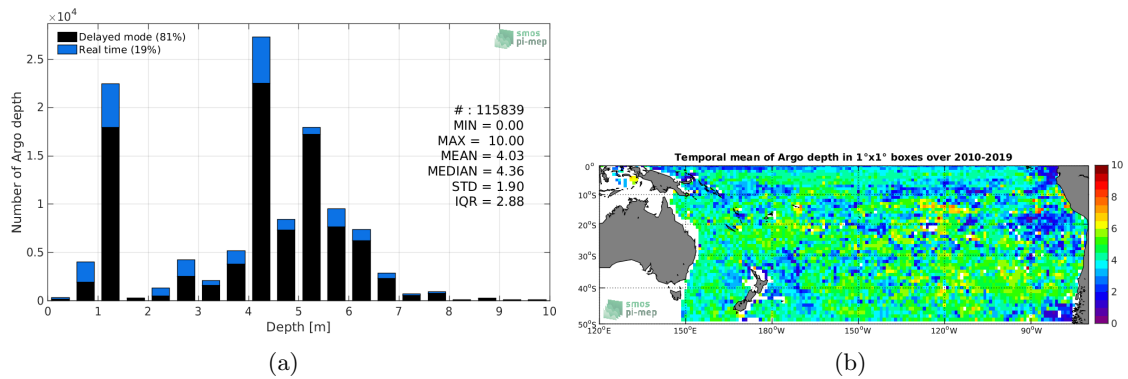 ×10⁴
Delayed mode (81%)
Real time (19%)
smos
pi-mep
2.5
2
1.5
1
0.5
0
Number of Argo depth
# : 115839
MIN = 0.00
MAX = 10.00
MEAN = 4.03
MEDIAN = 4.36
STD = 1.90
IQR = 2.88
0 1 2 3 4 5 6 7 8 9 10
Depth [m]
(a)
Temporal mean of Argo depth in 1°x1° boxes over 2010-2019
0°
10°S
20°S
30°S
40°S
50°S
120°E 150°E 180°W 150°W 120°W 90°W
smos
pi-mep
10
8
6
4
2
0
(b)